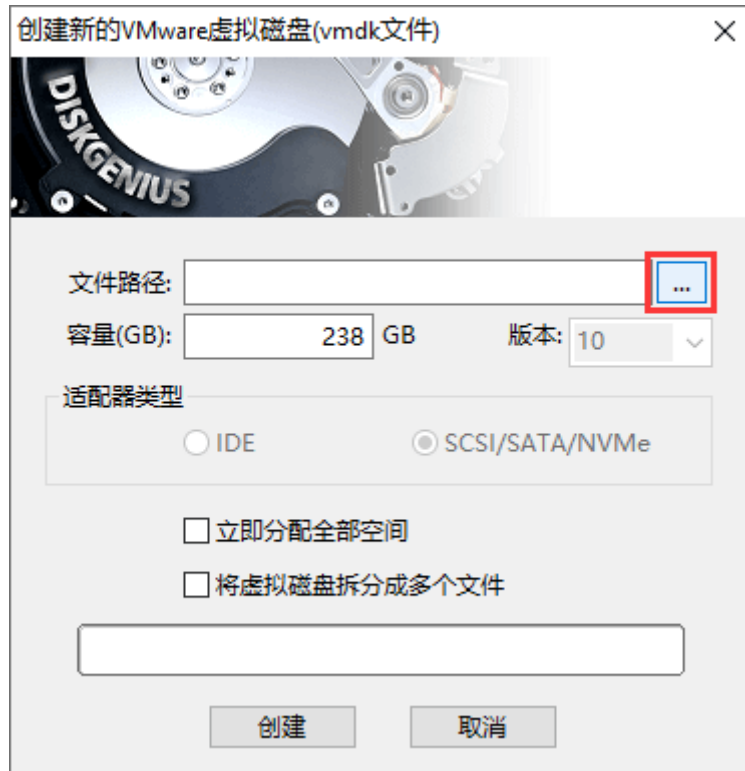 创建新的VMware虚拟磁盘(vmdk文件)
DISKGENIUS
文件路径:
...
容量(GB): 238 GB 版本: 10
适配器类型
IDE SCSI/SATA/NVMe
立即分配全部空间
将虚拟磁盘拆分成多个文件
创建 取消